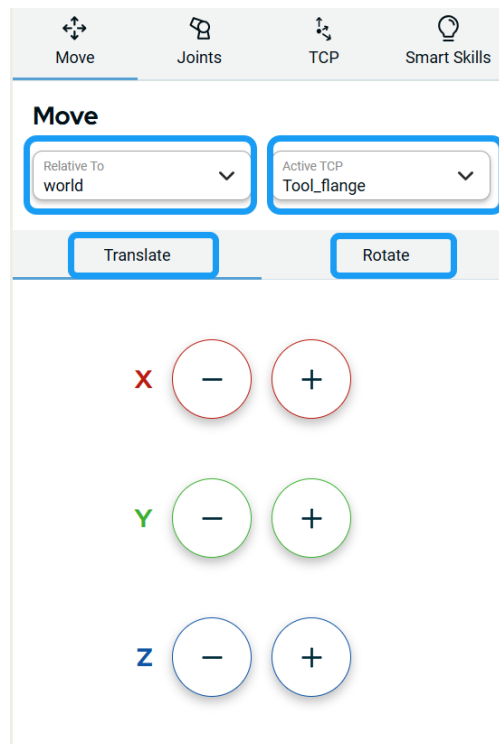 Move Joints TCP Smart Skills
Move
Relative To Active TCP
world Tool_flange
Translate Rotate
X − +
Y − +
Z − +